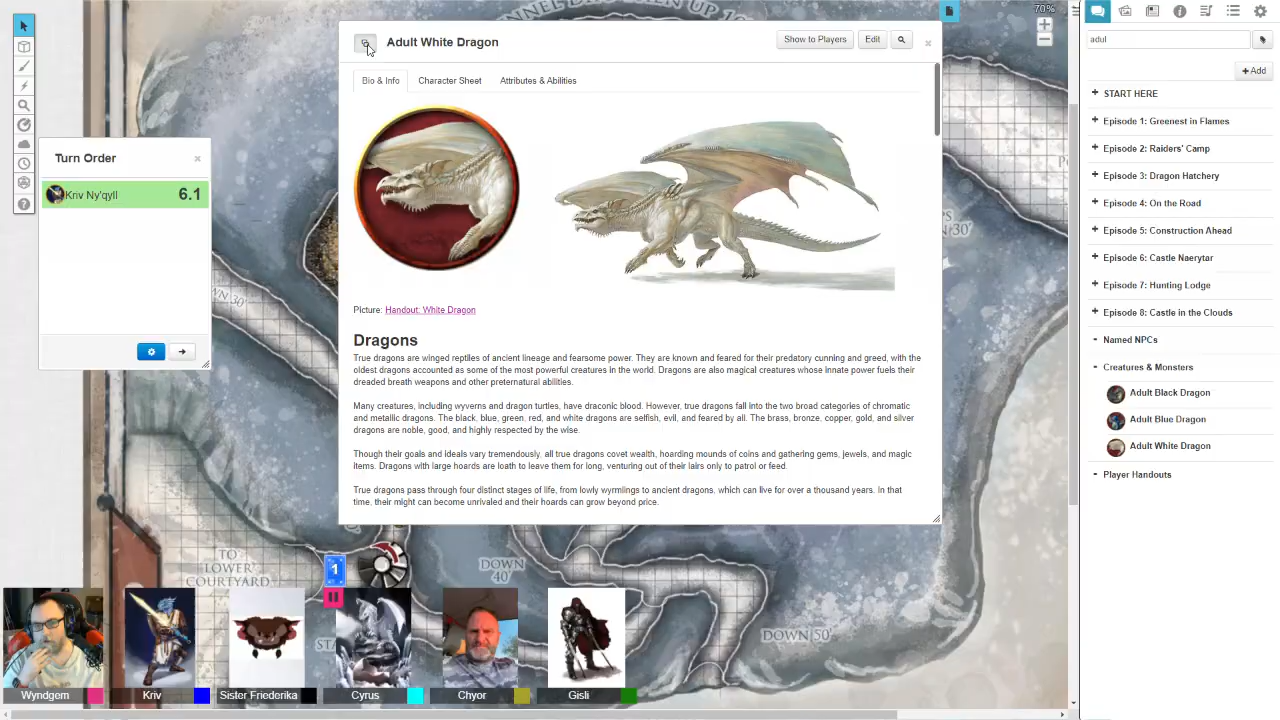 70%
Adult White Dragon
Show to Players
Edit
Bio & Info
Character Sheet
Attributes & Abilities
Picture: Handout: White Dragon
Dragons
True dragons are winged reptiles of ancient lineage and fearsome power. They are known and feared for their predatory cunning and greed, with the
oldest dragons accounted as some of the most powerful creatures in the world. Dragons are also magical creatures whose innate power fuels their
dreaded breath weapons and other preternatural abilities.
Many creatures, including wyverns and dragon turtles, have draconic blood. However, true dragons fall into the two broad categories of chromatic
and metallic dragons. The black, blue, green, red, and white dragons are selfish, evil, and feared by all. The brass, bronze, copper, gold, and silver
dragons are noble, good, and highly respected by the wise.
Though their goals and ideals vary tremendously, all true dragons covet wealth, hoarding mounds of coins and gathering gems, jewels, and magic
items. Dragons with large hoards are loath to leave them for long, venturing out of their lairs only to patrol or feed.
True dragons pass through four distinct stages of life, from lowly wyrmlings to ancient dragons, which can live for over a thousand years. In that
time, their might can become unrivaled and their hoards can grow beyond price.
Turn Order
Kriv Ny'qyll
6.1
adul
+ Add
START HERE
Episode 1: Greenest in Flames
Episode 2: Raiders' Camp
Episode 3: Dragon Hatchery
Episode 4: On the Road
Episode 5: Construction Ahead
Episode 6: Castle Naerytar
Episode 7: Hunting Lodge
Episode 8: Castle in the Clouds
Named NPCs
Creatures & Monsters
Adult Black Dragon
Adult Blue Dragon
Adult White Dragon
Player Handouts
DOWN 30'
TO
LOWER
COURTYARD
DOWN
40'
DOWN 50'
1
Wyndgem
Kriv
Sister Friederika
Cyrus
Chyor
Gisli